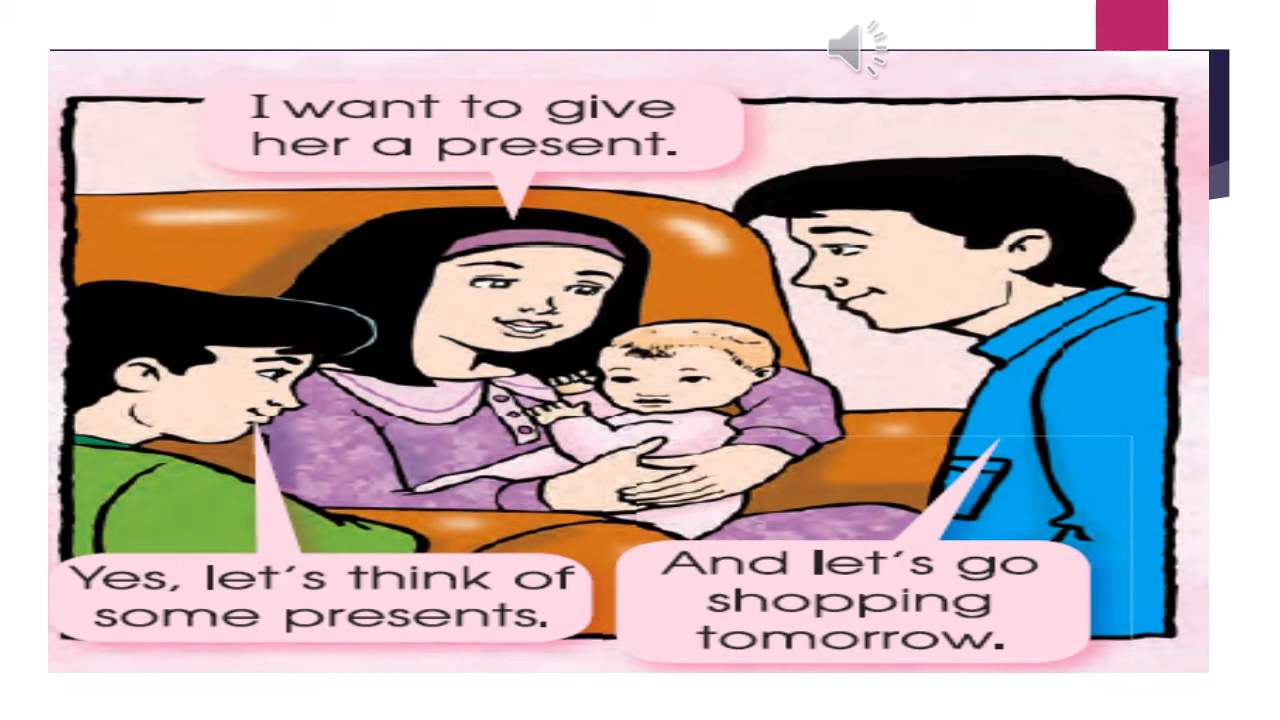 I want to give
her a present.
Yes, let's think of
some presents.
And let's go
shopping
tomorrow.